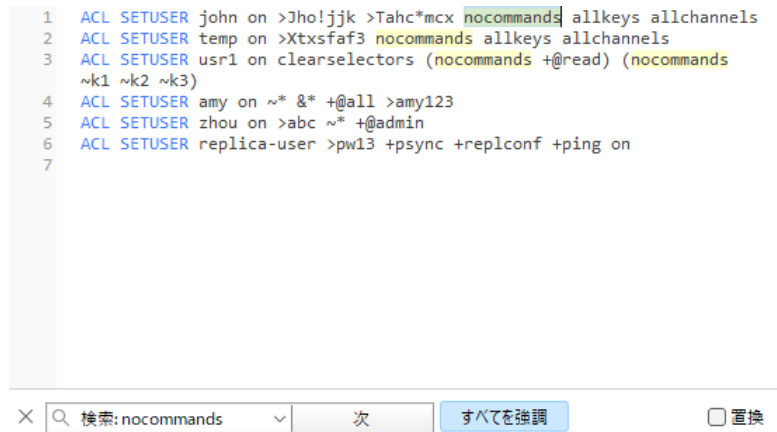 1 ACL SETUSER john on >Jho!jjk >Tahc*mcx nocommands allkeys allchannels
2 ACL SETUSER temp on >Xtxsfaf3 nocommands allkeys allchannels
3 ACL SETUSER usr1 on clearselectors (nocommands +@read) (nocommands
~k1 ~k2 ~k3)
4 ACL SETUSER amy on ~* &* +@all >amy123
5 ACL SETUSER zhou on >abc ~* +@admin
6 ACL SETUSER replica-user >pw13 +psync +replconf +ping on
7
検索: nocommands 次 すべてを強調 置換